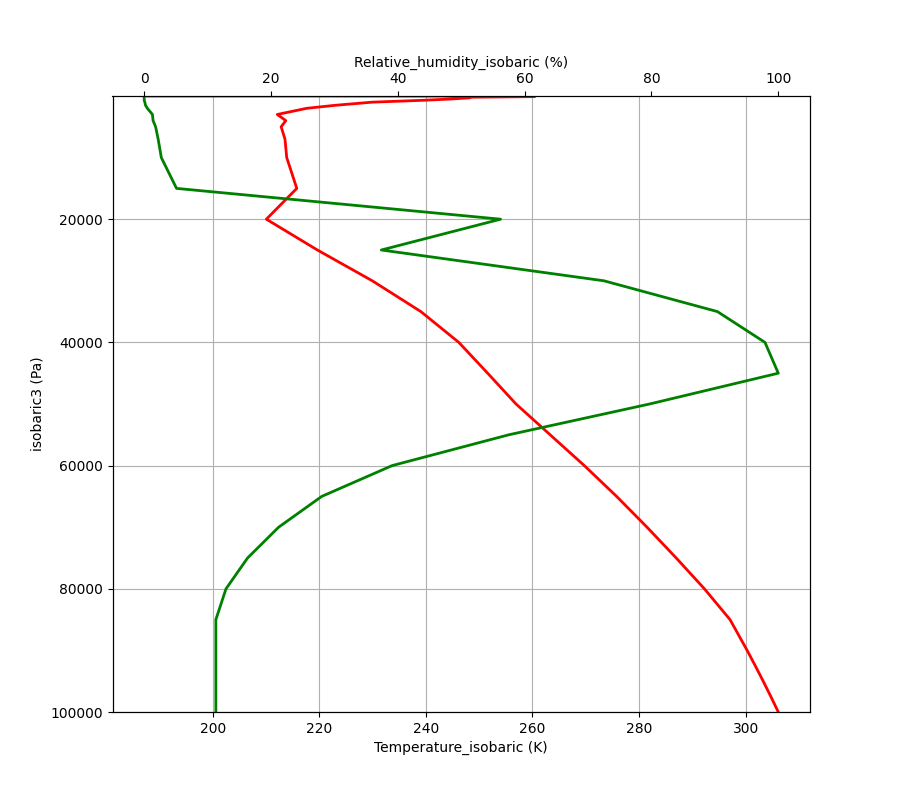 Relative_humidity_isobaric (%)
0 20 40 60 80 100
20000
40000
60000
80000
100000
isobaric3 (Pa)
200 220 240 260 280 300
Temperature_isobaric (K)